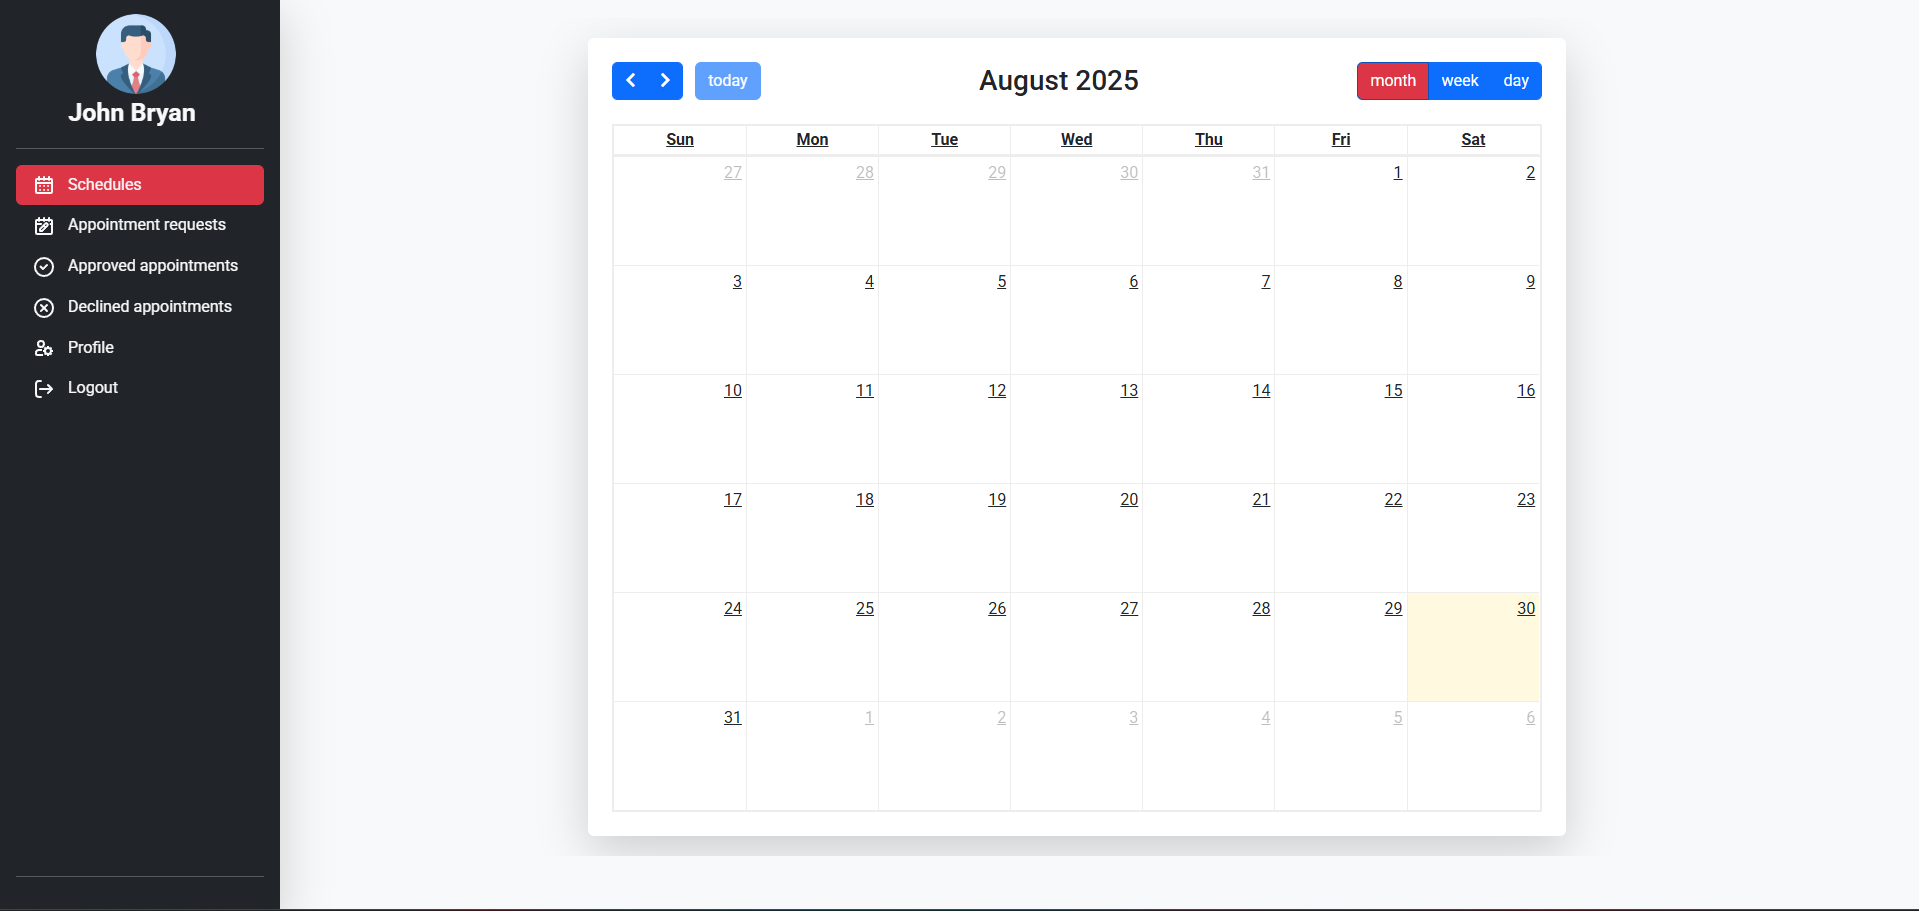 John Bryan
Schedules
Appointment requests
Approved appointments
Declined appointments
Profile
Logout
today
August 2025
month week day
Sun Mon Tue Wed Thu Fri Sat
27 28 29 30 31 1 2
3 4 5 6 7 8 9
10 11 12 13 14 15 16
17 18 19 20 21 22 23
24 25 26 27 28 29 30
31 1 2 3 4 5 6